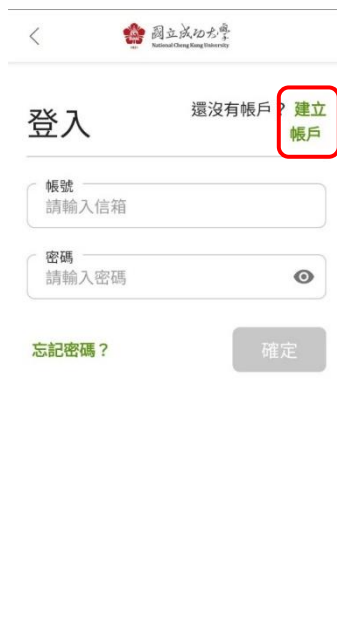 國立成功大學
National Cheng Kung University
登入
還沒有帳戶？ 建立
帳戶
帳號
請輸入信箱
密碼
請輸入密碼
忘記密碼？
確定